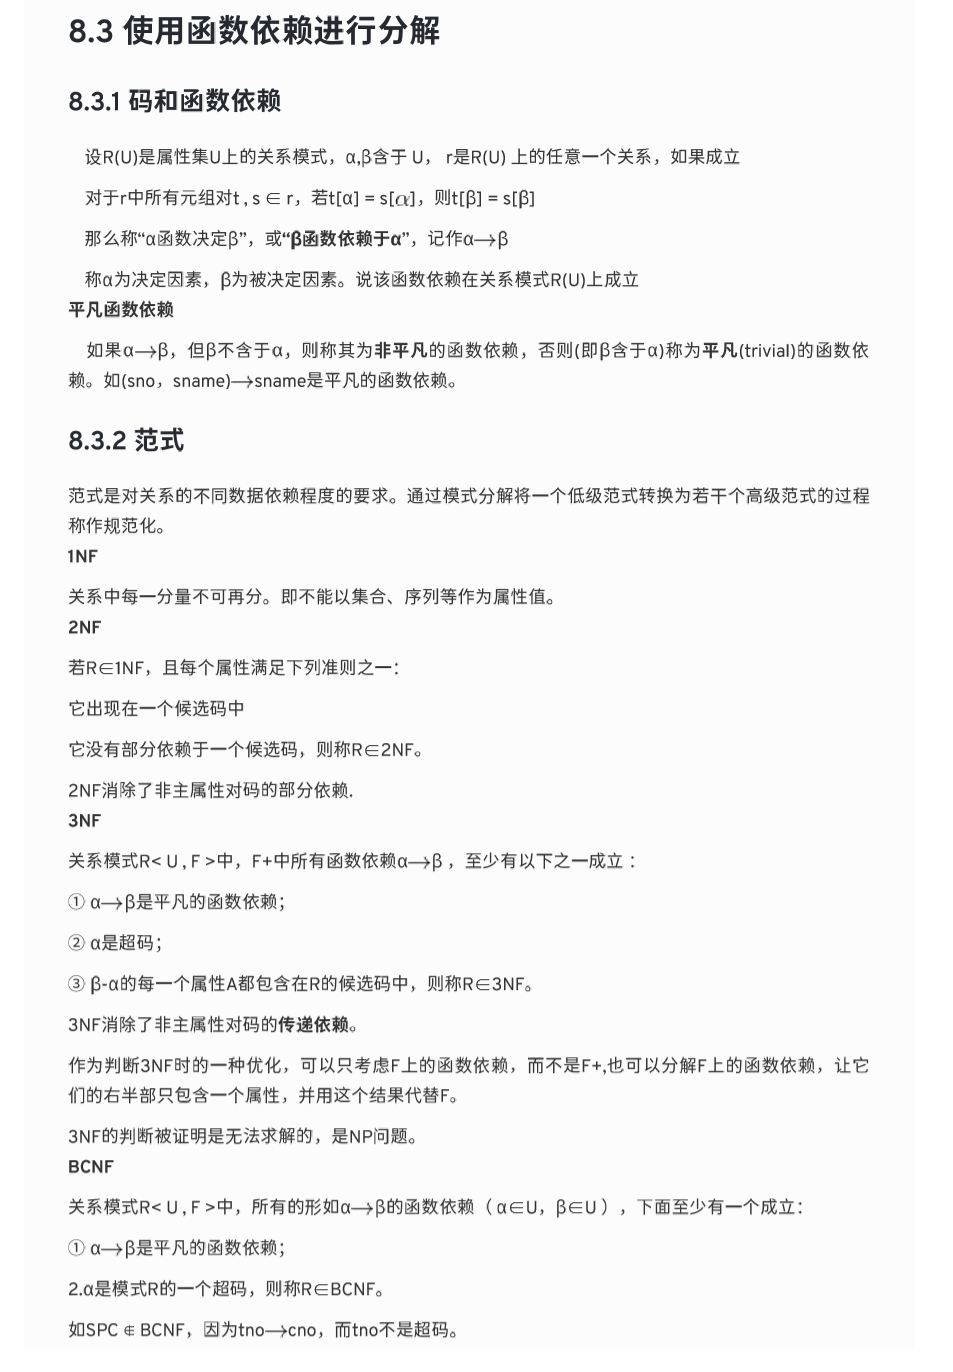 8.3 使用函数依赖进行分解
8.3.1 码和函数依赖
设R(U)是属性集U上的关系模式，α,β含于 U， r是R(U) 上的任意一个关系，如果成立
对于r中所有元组对t , s ∈ r，若t[α] = s[α]，则t[β] = s[β]
那么称“α函数决定β”，或“β函数依赖于α”，记作α→β
称α为决定因素，β为被决定因素。说该函数依赖在关系模式R(U)上成立
平凡函数依赖
如果α→β，但β不含于α，则称其为非平凡的函数依赖，否则(即β含于α)称为平凡(trivial)的函数依
赖。如(sno，sname)→sname是平凡的函数依赖。
8.3.2 范式
范式是对关系的不同数据依赖程度的要求。通过模式分解将一个低级范式转换为若干个高级范式的过程
称作规范化。
1NF
关系中每一分量不可再分。即不能以集合、序列等作为属性值。
2NF
若R∈1NF，且每个属性满足下列准则之一：
它出现在一个候选码中
它没有部分依赖于一个候选码，则称R∈2NF。
2NF消除了非主属性对码的部分依赖.
3NF
关系模式R< U , F >中，F+中所有函数依赖α→β ，至少有以下之一成立 ：
① α→β是平凡的函数依赖；
② α是超码；
③ β-α的每一个属性A都包含在R的候选码中，则称R∈3NF。
3NF消除了非主属性对码的传递依赖。
作为判断3NF时的一种优化，可以只考虑F上的函数依赖，而不是F+,也可以分解F上的函数依赖，让它
们的右半部只包含一个属性，并用这个结果代替F。
3NF的判断被证明是无法求解的，是NP问题。
BCNF
关系模式R< U , F >中，所有的形如α→β的函数依赖（ α∈U，β∈U ），下面至少有一个成立：
① α→β是平凡的函数依赖；
2.α是模式R的一个超码，则称R∈BCNF。
如SPC ∉ BCNF，因为tno→cno，而tno不是超码。